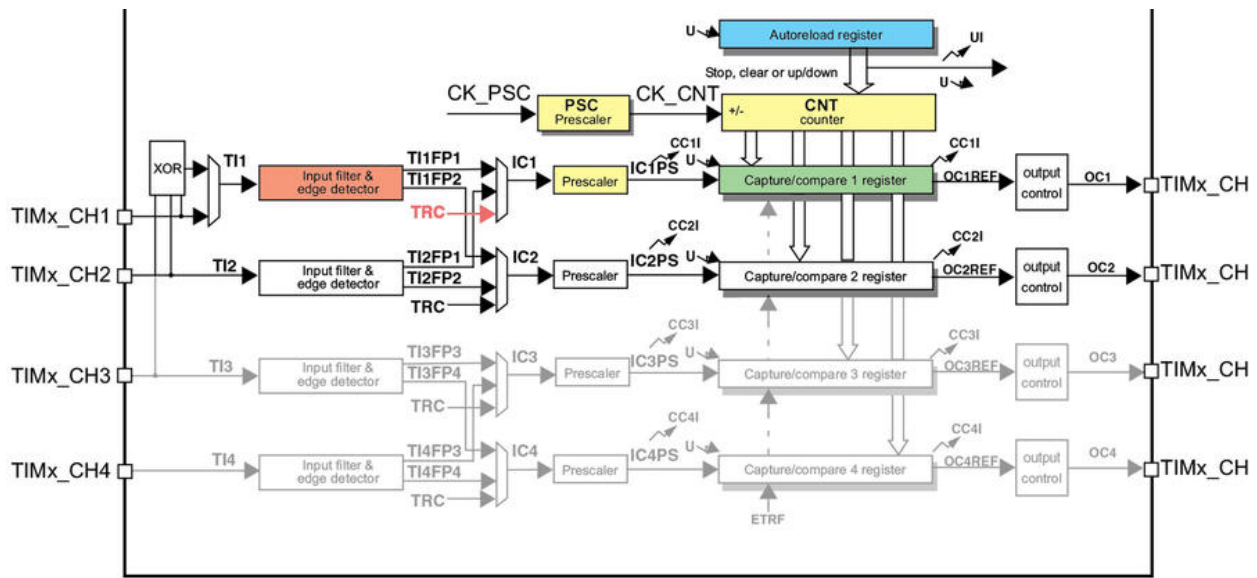 U
Autoreload register
UI
Stop, clear or up/down
U
CK_PSC
PSC
Prescaler
CK_CNT
+/-
CNT
counter
XOR
TI1
Input filter &
edge detector
TI1FP1
TI1FP2
TRC
IC1
Prescaler
IC1PS
CC1I
U
Capture/compare 1 register
CC1I
OC1REF
output
control
OC1
TIMx_CH1
TIMx_CH
TIMx_CH2
TI2
Input filter &
edge detector
TI2FP1
TI2FP2
TRC
IC2
Prescaler
IC2PS
CC2I
U
Capture/compare 2 register
CC2I
OC2REF
output
control
OC2
TIMx_CH
TIMx_CH3
TI3
Input filter &
edge detector
TI3FP3
TI3FP4
TRC
IC3
Prescaler
IC3PS
CC3I
U
Capture/compare 3 register
CC3I
OC3REF
output
control
OC3
TIMx_CH
TIMx_CH4
TI4
Input filter &
edge detector
TI4FP3
TI4FP4
TRC
IC4
Prescaler
IC4PS
CC4I
U
Capture/compare 4 register
CC4I
OC4REF
output
control
OC4
TIMx_CH
ETRF